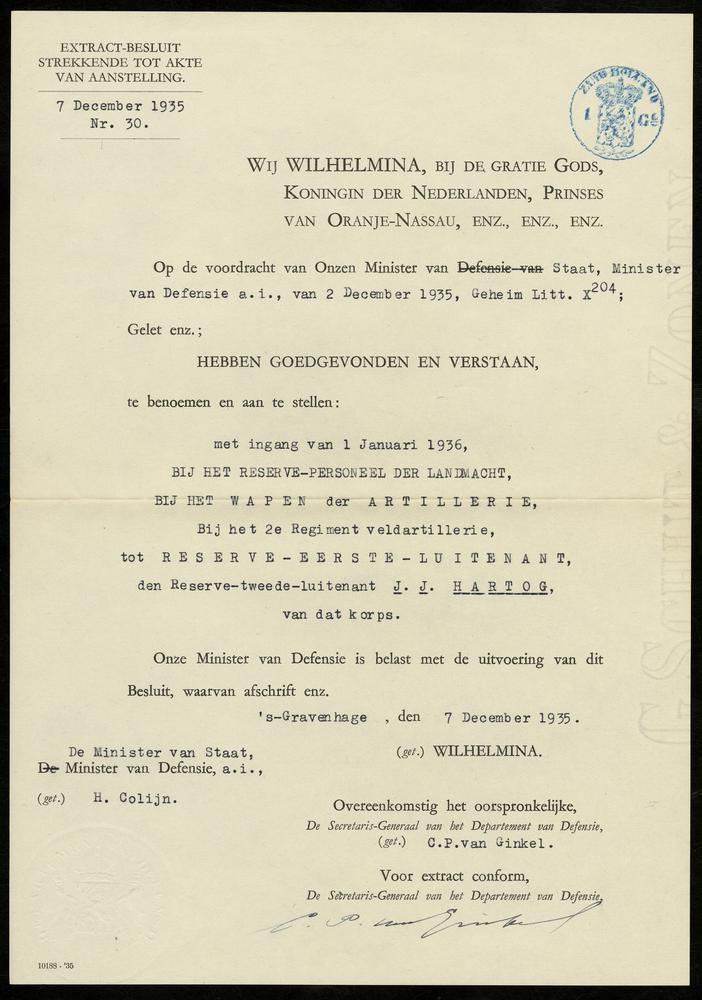 EXTRACT-BESLUIT
STREKKENDE TOT AKTE
VAN AANSTELLING.
7 December 1935
Nr. 30.
ZUID HOLLAND
1 GS
WIJ WILHELMINA, BIJ DE GRATIE GODS,
KONINGIN DER NEDERLANDEN, PRINSES
VAN ORANJE-NASSAU, ENZ., ENZ., ENZ.
Op de voordracht van Onzen Minister van Defensie van Staat, Minister
van Defensie a.i., van 2 December 1935, Geheim Litt. X204;
Gelet enz.;
HEBBEN GOEDGEVONDEN EN VERSTAAN,
te benoemen en aan te stellen:
met ingang van 1 Januari 1936,
BIJ HET RESERVE-PERSONEEL DER LANDMACHT,
BIJ HET WAPEN der ARTILLERIE,
Bij het 2e Regiment veldartillerie,
tot RESERVE-EERSTE-LUITENANT,
den Reserve-tweede-luitenant J. J. HARTOG,
van dat korps.
Onze Minister van Defensie is belast met de uitvoering van dit
Besluit, waarvan afschrift enz.
's-Gravenhage , den 7 December 1935.
De Minister van Staat,
De Minister van Defensie, a.i.,
(get.) WILHELMINA.
(get.) H. Colijn.
Overeenkomstig het oorspronkelijke,
De Secretaris-Generaal van het Departement van Defensie,
(get.) C.P.van Ginkel.
Voor extract conform,
De Secretaris-Generaal van het Departement van Defensie,
C. P. van Ginkel
10188 - '35
G. SCHUT & ZONEN